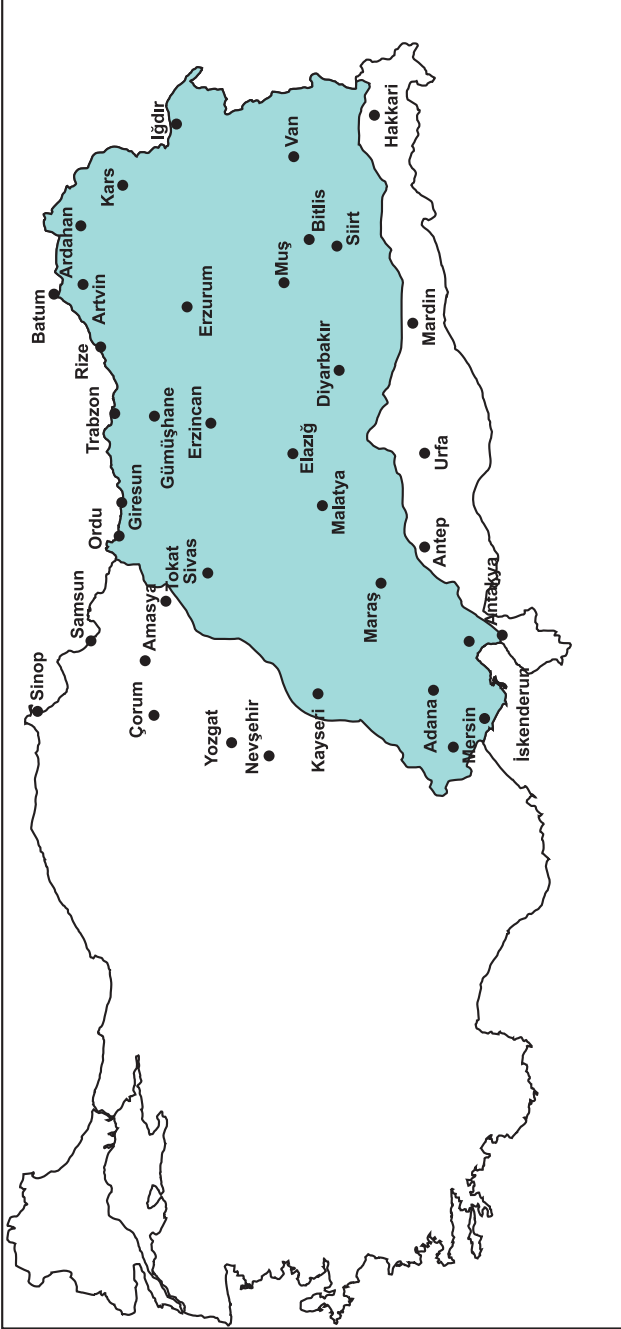 Sinop
Samsun
Ordu
Giresun
Trabzon
Rize
Batum
Artvin
Ardahan
Kars
Iğdır
Çorum
Amasya
Tokat
Sivas
Gümüşhane
Erzincan
Erzurum
Yozgat
Nevşehir
Kayseri
Malatya
Elazığ
Muş
Bitlis
Van
Siirt
Diyarbakır
Hakkari
Maraş
Adana
Mersin
İskenderun
Antakya
Antep
Urfa
Mardin